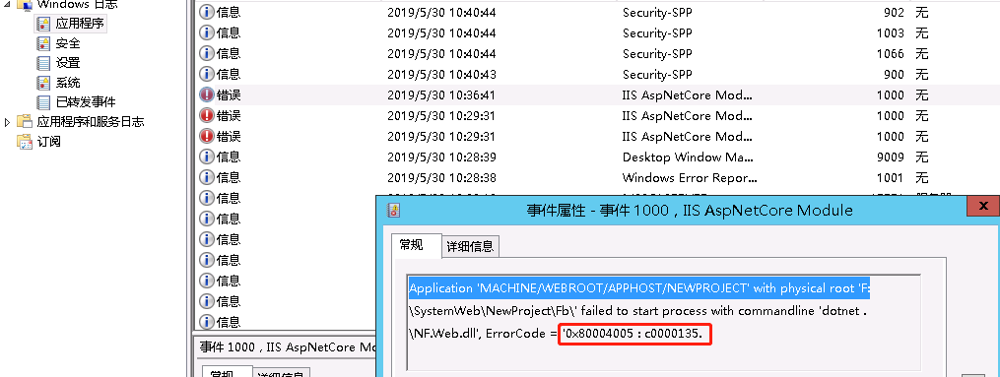 Windows 日志
应用程序
安全
设置
系统
已转发事件
应用程序和服务日志
订阅
信息 2019/5/30 10:40:44 Security-SPP 902 无
信息 2019/5/30 10:40:44 Security-SPP 1003 无
信息 2019/5/30 10:40:44 Security-SPP 1066 无
信息 2019/5/30 10:40:43 Security-SPP 900 无
错误 2019/5/30 10:36:41 IIS AspNetCore Mod... 1000 无
错误 2019/5/30 10:29:31 IIS AspNetCore Mod... 1000 无
错误 2019/5/30 10:29:31 IIS AspNetCore Mod... 1000 无
信息 2019/5/30 10:28:39 Desktop Window Ma... 9009 无
信息 2019/5/30 10:28:38 Windows Error Repor... 1001 无
信息
信息
信息
信息
信息
信息
信息
事件 1000 , IIS AspNetCore Mod
常规 详细信息
事件属性 - 事件 1000 , IIS AspNetCore Module
x
常规 详细信息
Application 'MACHINE/WEBROOT/APPHOST/NEWPROJECT' with physical root 'F:
\SystemWeb\NewProject\Fb\' failed to start process with commandline 'dotnet .
\NF.Web.dll', ErrorCode = '0x80004005 : c0000135.